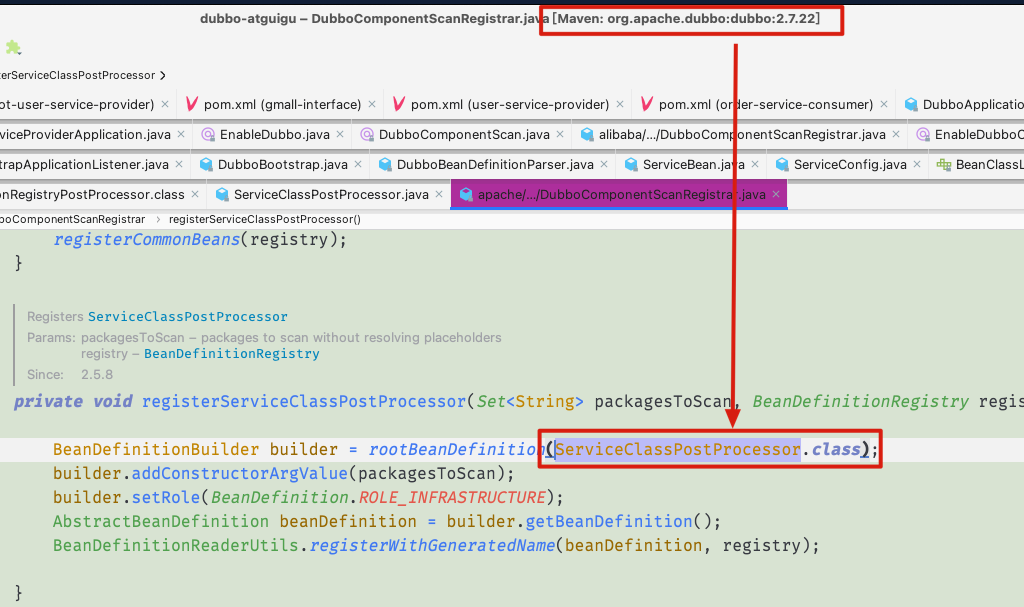 dubbo-atguigu – DubboComponentScanRegistrar.java [Maven: org.apache.dubbo:dubbo:2.7.22]
erServiceClassPostProcessor
ot-user-service-provider) pom.xml (gmall-interface) pom.xml (user-service-provider) pom.xml (order-service-consumer) DubboApplicatio
viceProviderApplication.java EnableDubbo.java DubboComponentScan.java alibaba/.../DubboComponentScanRegistrar.java EnableDubboC
trapApplicationListener.java DubboBootstrap.java DubboBeanDefinitionParser.java ServiceBean.java ServiceConfig.java BeanClassL
onRegistryPostProcessor.class ServiceClassPostProcessor.java apache/.../DubboComponentScanRegistrar.java
boComponentScanRegistrar registerServiceClassPostProcessor()
registerCommonBeans(registry);
}
Registers ServiceClassPostProcessor
Params: packagesToScan – packages to scan without resolving placeholders
registry – BeanDefinitionRegistry
Since: 2.5.8
private void registerServiceClassPostProcessor(Set<String> packagesToScan, BeanDefinitionRegistry regis
BeanDefinitionBuilder builder = rootBeanDefinition(ServiceClassPostProcessor.class);
builder.addConstructorArgValue(packagesToScan);
builder.setRole(BeanDefinition.ROLE_INFRASTRUCTURE);
AbstractBeanDefinition beanDefinition = builder.getBeanDefinition();
BeanDefinitionReaderUtils.registerWithGeneratedName(beanDefinition, registry);
}